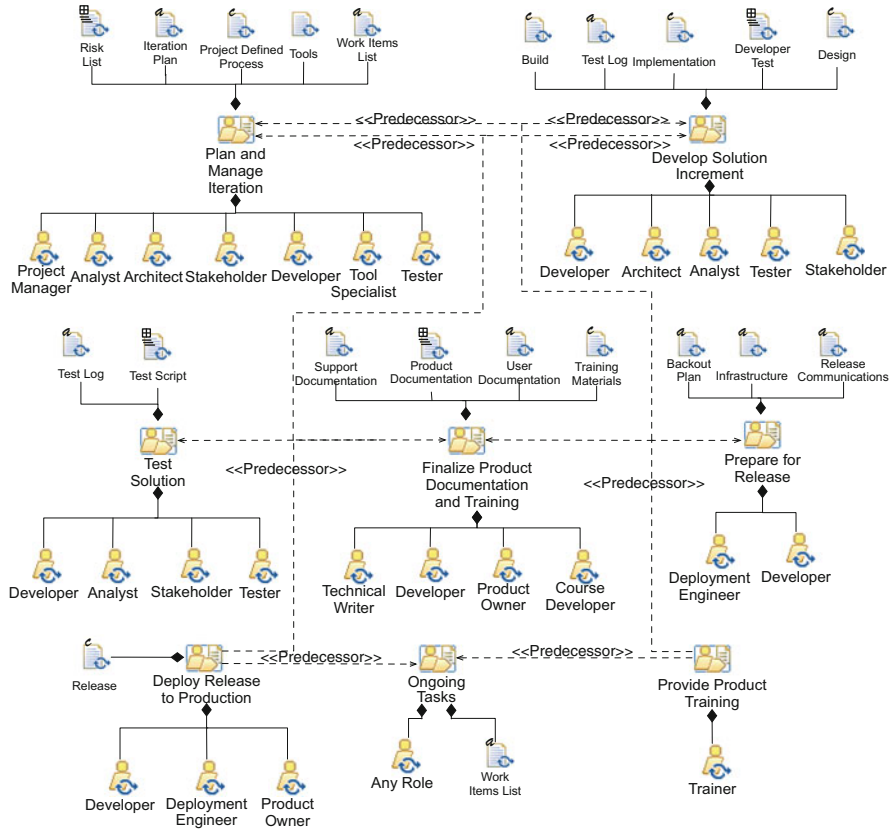 a
c
a
Risk
List
Iteration
Plan
Project Defined
Process
Tools
Work Items
List
c
a
c
a
Build
Test Log
Implementation
Developer
Test
Design
<<Predecessor>>
<<Predecessor>>
<<Predecessor>>
<<Predecessor>>
Plan and
Manage
Iteration
Develop Solution
Increment
Project
Manager
Analyst
Architect
Stakeholder
Developer
Tool
Specialist
Tester
Developer
Architect
Analyst
Tester
Stakeholder
a
a
a
c
a
a
a
Test Log
Test Script
Support
Documentation
Product
Documentation
User
Documentation
Training
Materials
Backout
Plan
Infrastructure
Release
Communications
Test
Solution
<<Predecessor>>
Finalize Product
Documentation
and Training
<<Predecessor>>
Prepare for
Release
Developer
Analyst
Stakeholder
Tester
Technical
Writer
Developer
Product
Owner
Course
Developer
Deployment
Engineer
Developer
c
Release
Deploy Release
to Production
<<Predecessor>>
Ongoing
Tasks
<<Predecessor>>
Provide Product
Training
Developer
Deployment
Engineer
Product
Owner
Any Role
a
Work
Items List
Trainer